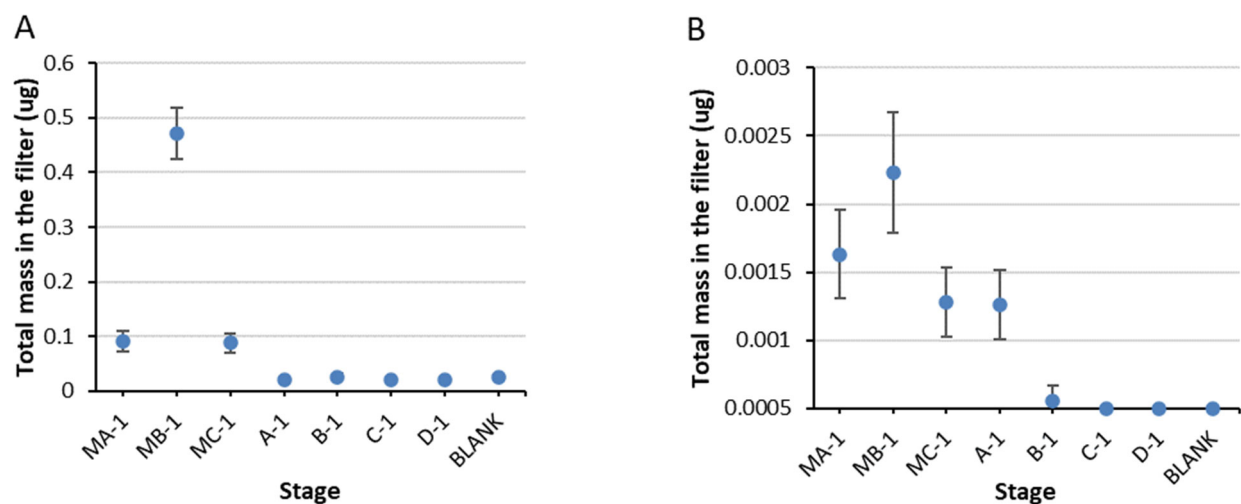 A
Total mass in the filter (ug)
0.6
0.5
0.4
0.3
0.2
0.1
0
MA-1
MB-1
MC-1
A-1
B-1
C-1
D-1
BLANK
Stage
B
Total mass in the filter (ug)
0.003
0.0025
0.002
0.0015
0.001
0.0005
MA-1
MB-1
MC-1
A-1
B-1
C-1
D-1
BLANK
Stage